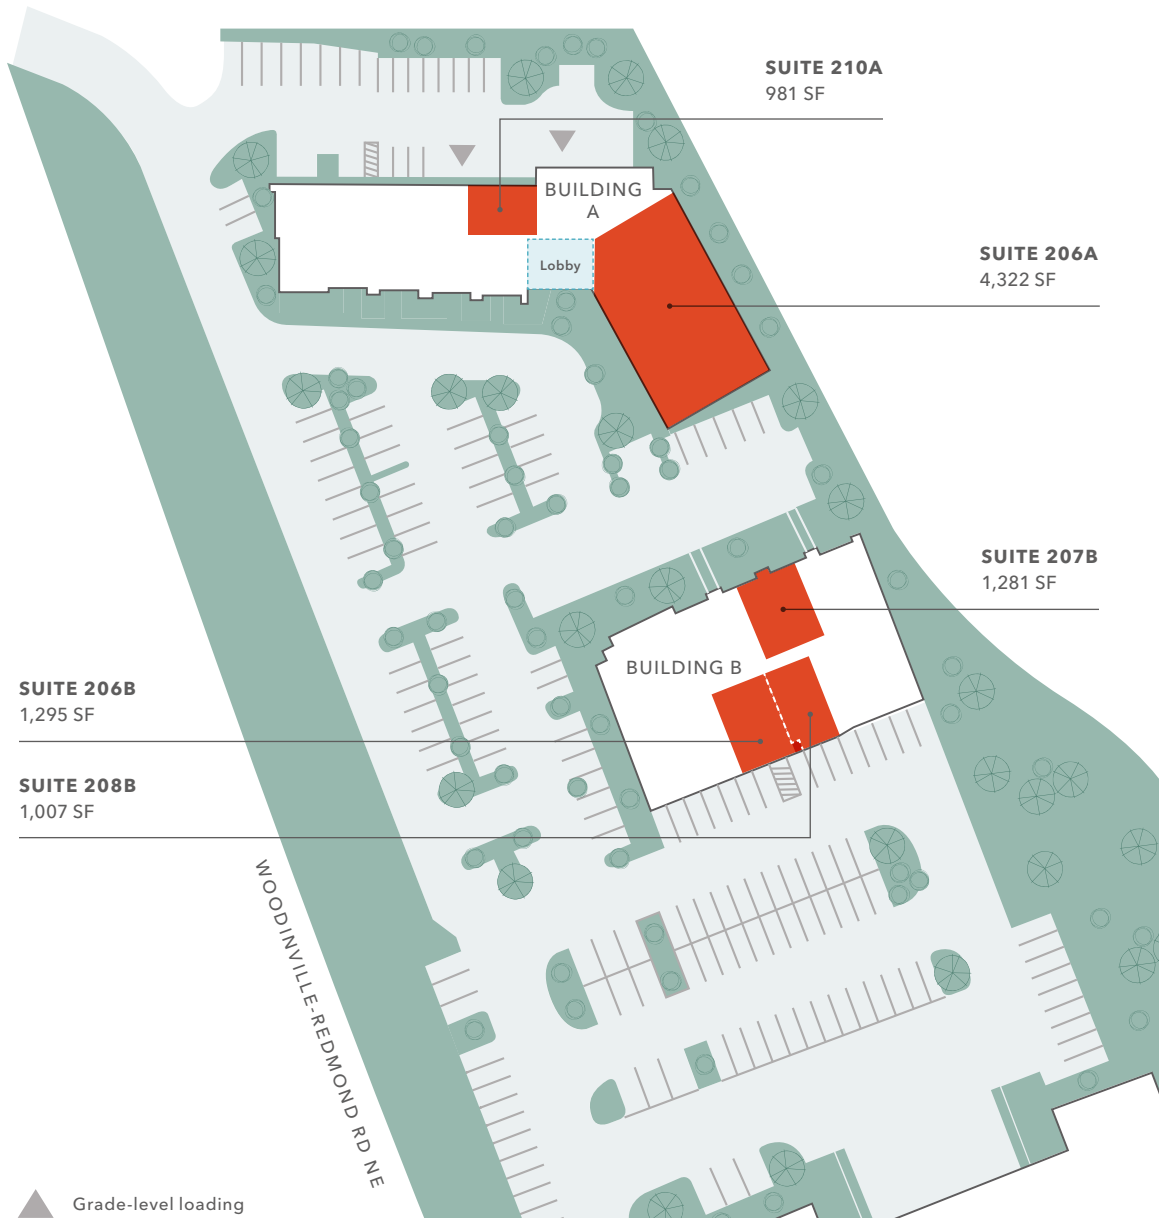 SUITE 210A
981 SF
BUILDING
A
Lobby
SUITE 206A
4,322 SF
SUITE 207B
1,281 SF
BUILDING B
SUITE 206B
1,295 SF
SUITE 208B
1,007 SF
WOODINVILLE-REDMOND RD NE
Grade-level loading